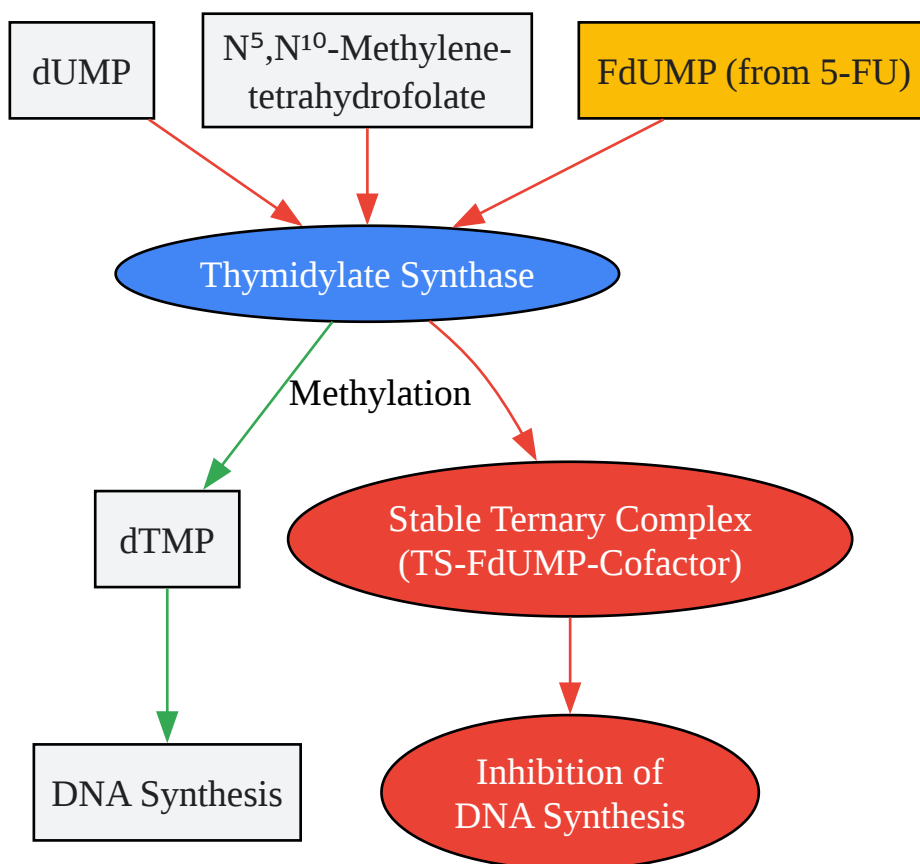 dUMP
N⁵,N¹⁰-Methylene-
tetrahydrofolate
FdUMP (from 5-FU)
Thymidylate Synthase
Methylation
dTMP
Stable Ternary Complex
(TS-FdUMP-Cofactor)
DNA Synthesis
Inhibition of
DNA Synthesis